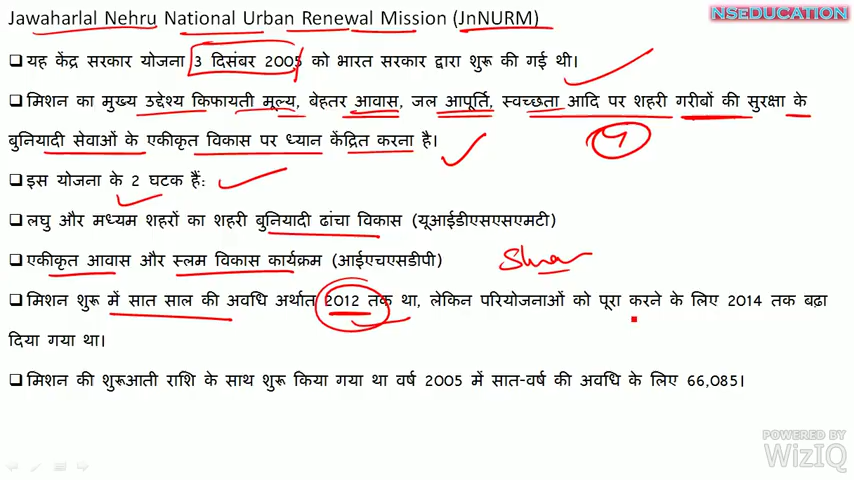 Jawaharlal Nehru National Urban Renewal Mission (JnNURM)
NSEDUCATION
यह केंद्र सरकार योजना 3 दिसंबर 2005 को भारत सरकार द्वारा शुरू की गई थी।
मिशन का मुख्य उद्देश्य किफायती मूल्य, बेहतर आवास, जल आपूर्ति, स्वच्छता आदि पर शहरी गरीबों की सुरक्षा के
बुनियादी सेवाओं के एकीकृत विकास पर ध्यान केंद्रित करना है।
इस योजना के 2 घटक हैं:
लघु और मध्यम शहरों का शहरी बुनियादी ढांचा विकास (यूआईडीएसएसएमटी)
एकीकृत आवास और स्लम विकास कार्यक्रम (आईएचएसडीपी)
मिशन शुरू में सात साल की अवधि अर्थात 2012 तक था, लेकिन परियोजनाओं को पूरा करने के लिए 2014 तक बढ़ा
दिया गया था।
मिशन की शुरूआती राशि के साथ शुरू किया गया था वर्ष 2005 में सात-वर्ष की अवधि के लिए 66,085।
POWERED BY
WizIQ